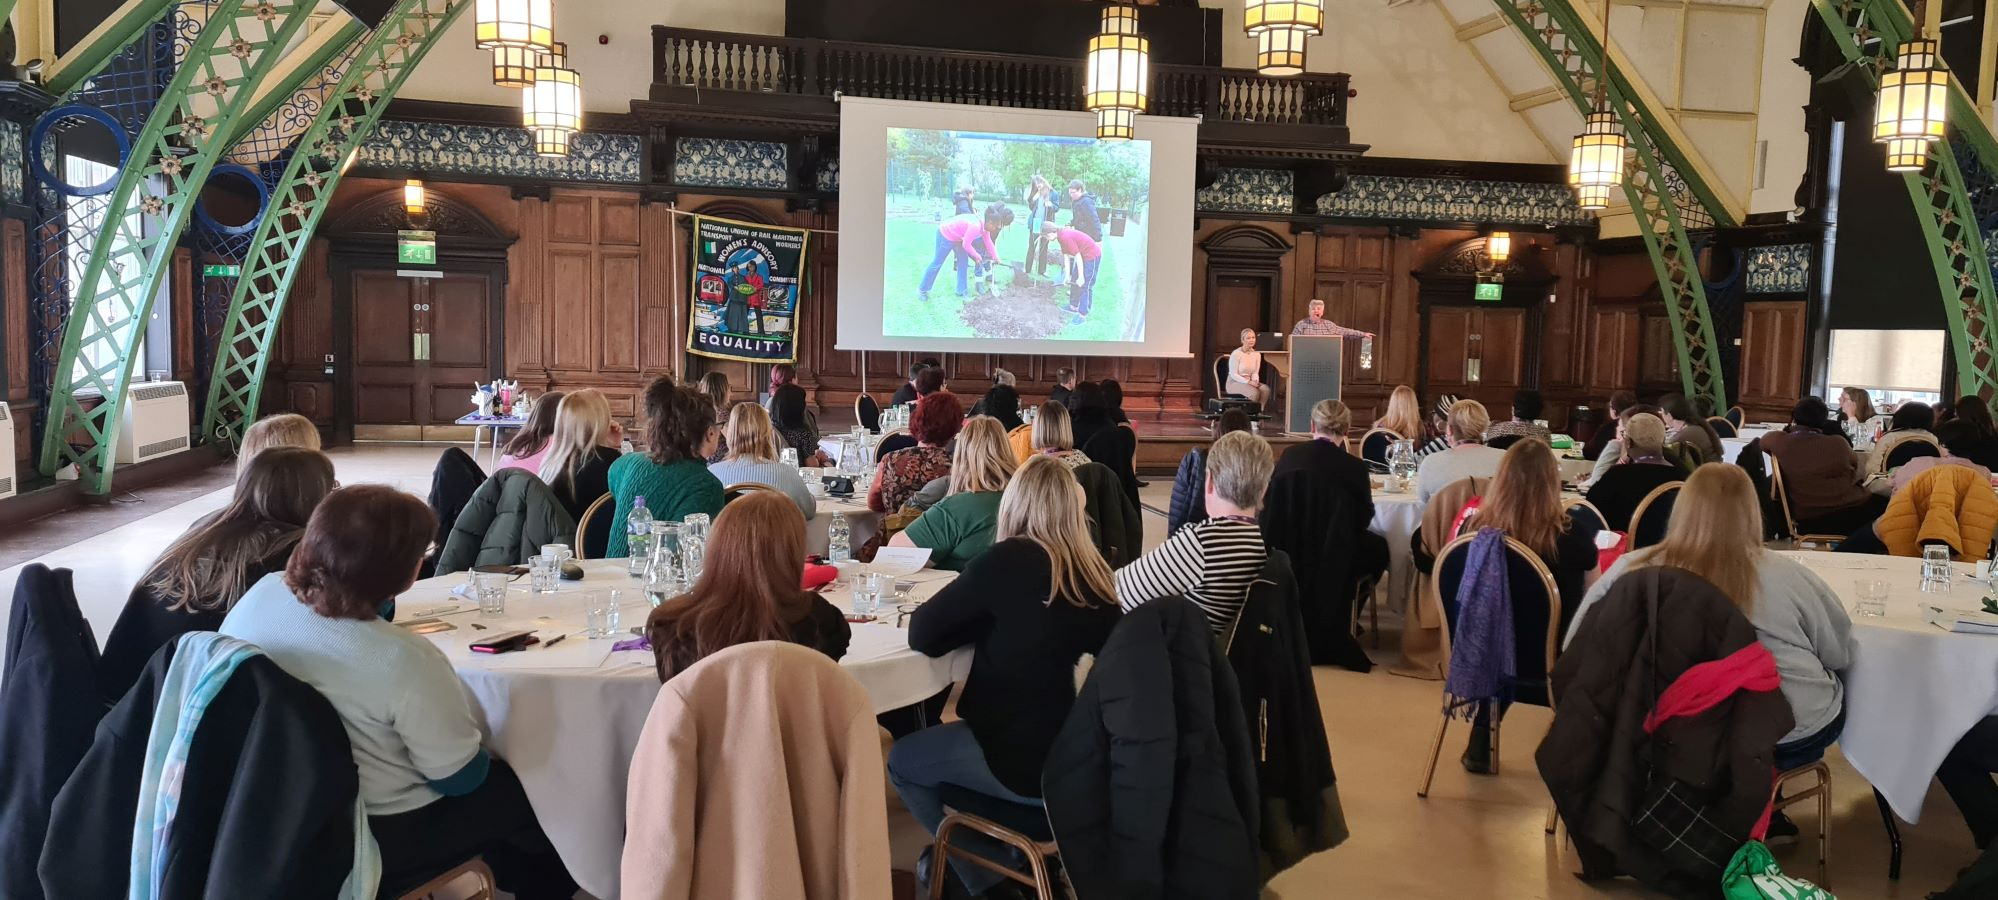 NATIONAL UNION OF RAIL MARITIME &
TRANSPORT WORKERS
WOMEN'S ADVISORY
NATIONAL COMMITTEE
EQUALITY